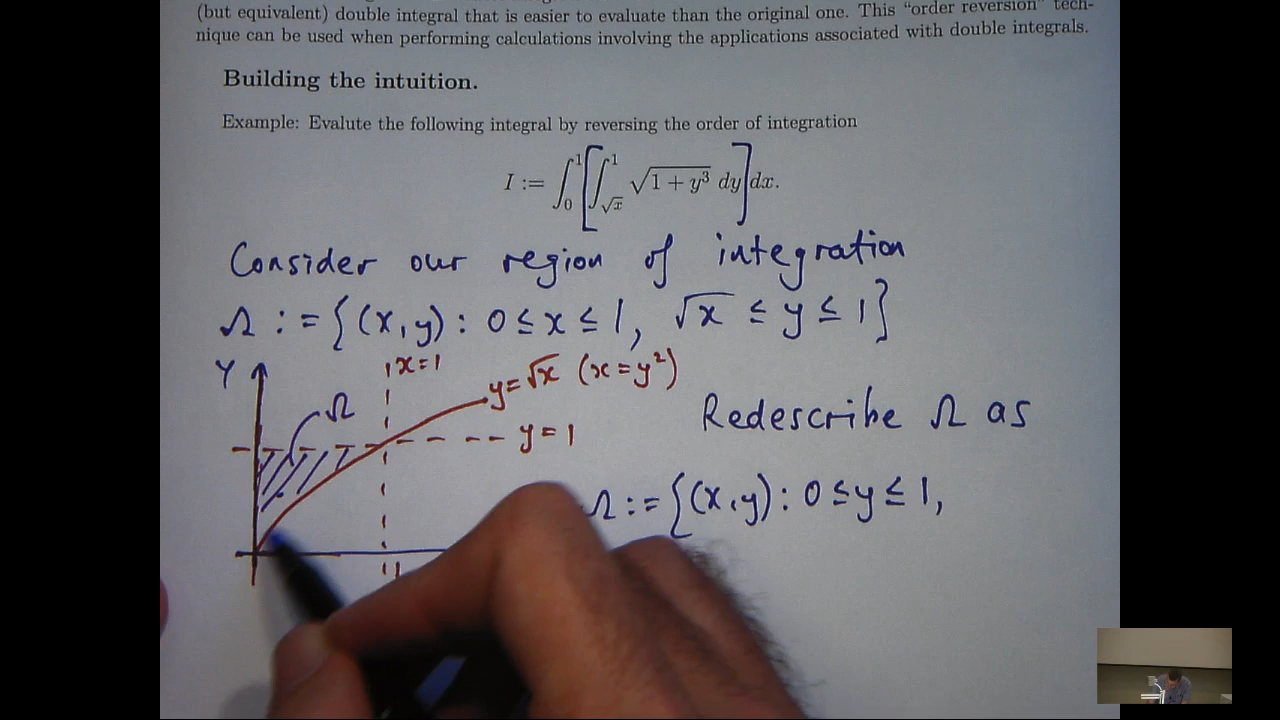 (but equivalent) double integral that is easier to evaluate than the original one. This “order reversion” tech-
nique can be used when performing calculations involving the applications associated with double integrals.
Building the intuition.
Example: Evalute the following integral by reversing the order of integration
I := ∫₀¹ [∫_{√x}^1 √(1 + y³) dy] dx.
Consider our region of integration
Ω := {(x, y) : 0 ≤ x ≤ 1, √x ≤ y ≤ 1}
Y
x=1
y=√x (x=y²)
Ω
y=1
Redescribe Ω as
Ω := {(x, y) : 0 ≤ y ≤ 1,